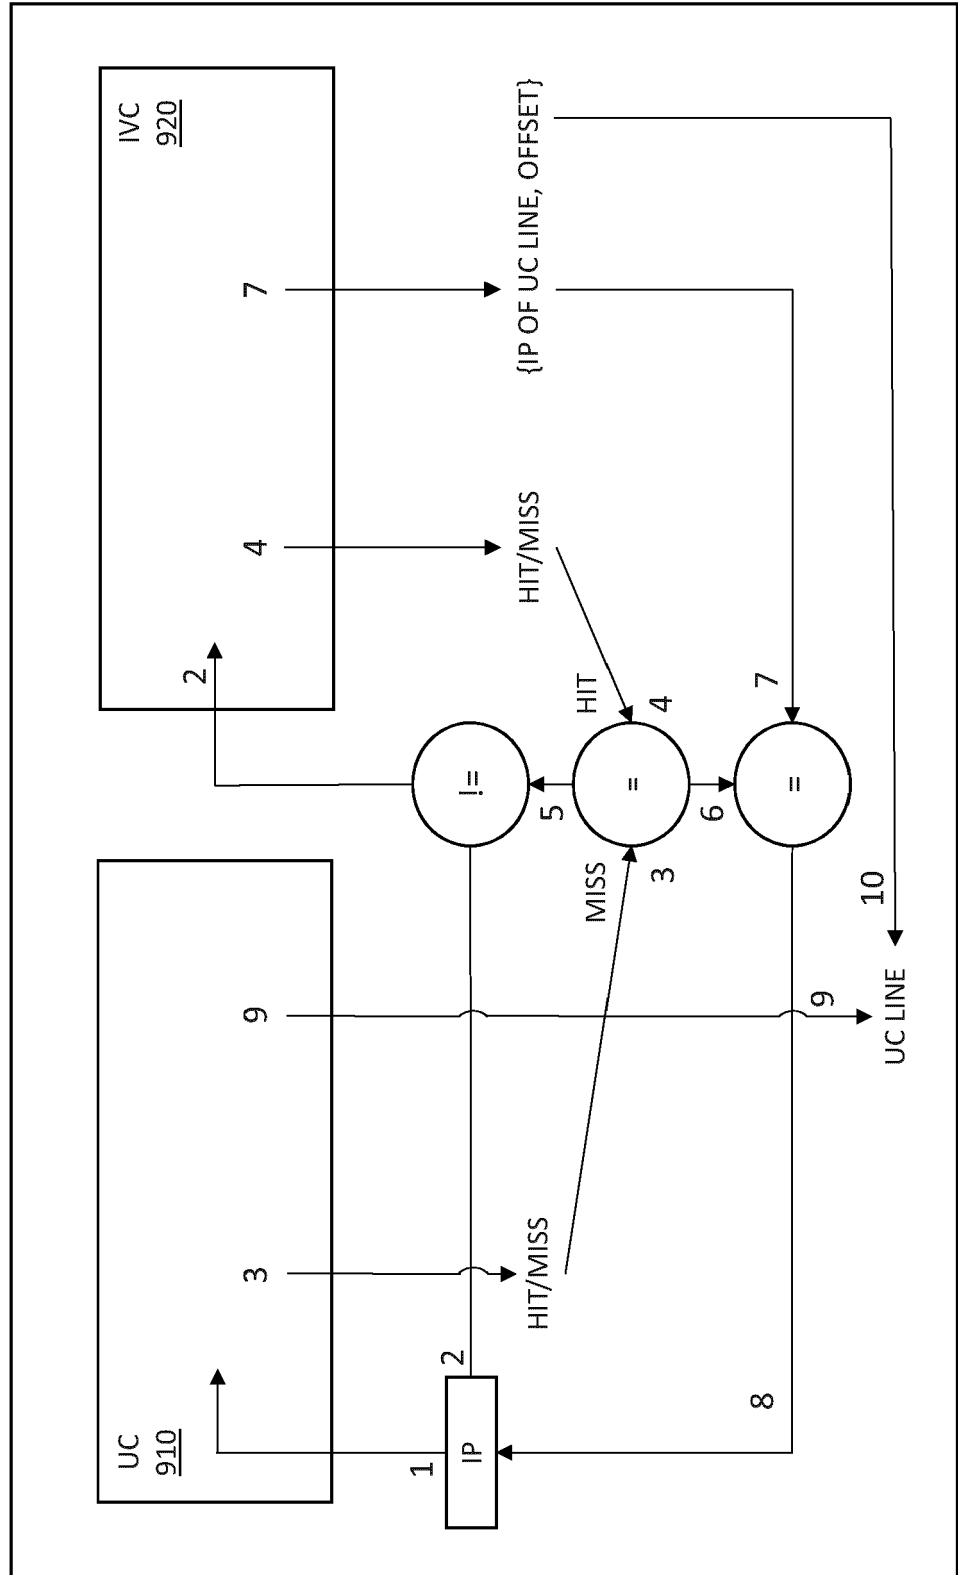 UC
910
3
9
IVC
920
2
4
7
1
IP
2
HIT/MISS
MISS
3
!=
5
=
6
=
HIT
4
HIT/MISS
{IP OF UC LINE, OFFSET}
7
8
9
10
UC LINE